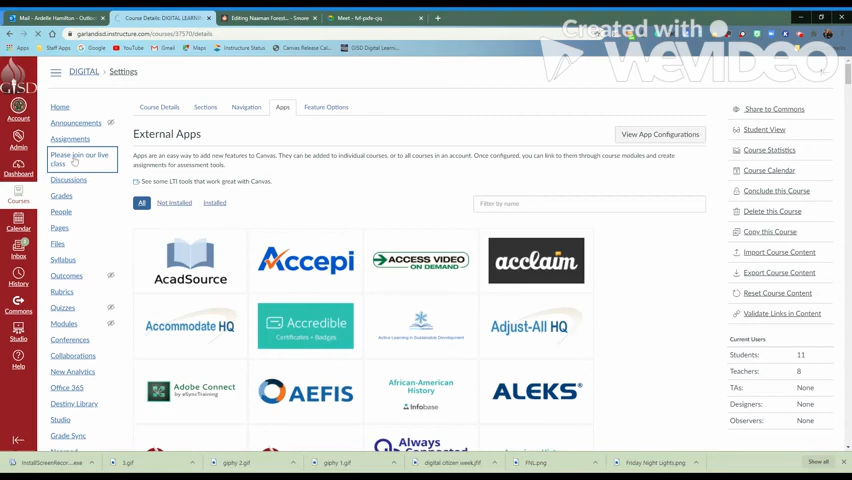 Mail - Ardelle Hamilton - Outloo
Course Details: DIGITAL LEARNIN
Editing Naaman Forest... - Smore
Meet - fvf-pxfe-cjq
garlandisd.instructure.com/courses/37570/details
Apps
Staff Apps
Google
YouTube
Gmail
Maps
Instructure Status
Canvas Release Cal...
GISD Digital Learni...
Created with
WEVIDEO
GISD
Account
Admin
Dashboard
Courses
Calendar
Inbox
History
Commons
Studio
Help
DIGITAL
Settings
Home
Announcements
Assignments
Please join our live
class
Discussions
Grades
People
Pages
Files
Syllabus
Outcomes
Rubrics
Quizzes
Modules
Conferences
Collaborations
New Analytics
Office 365
Destiny Library
Studio
Grade Sync
Course Details
Sections
Navigation
Apps
Feature Options
External Apps
View App Configurations
Apps are an easy way to add new features to Canvas. They can be added to individual courses, or to all courses in an account. Once configured, you can link to them through course modules and create
assignments for assessment tools.
See some LTI tools that work great with Canvas.
All
Not Installed
Installed
Filter by name
AcadSource
Accepi
ACCESS VIDEO
ON DEMAND
acclaim
Accommodate HQ
Accredible
Certificates + Badges
Active Learning in Sustainable Development
Adjust-All HQ
Adobe Connect
by eSyncTraining
AEFIS
African-American
History
Infobase
ALEKS
Always
Connected
Share to Commons
Student View
Course Statistics
Course Calendar
Conclude this Course
Delete this Course
Copy this Course
Import Course Content
Export Course Content
Reset Course Content
Validate Links in Content
Current Users
Students: 11
Teachers: 8
TAs: None
Designers: None
Observers: None
InstallScreenRecor....exe
3.gif
giphy 2.gif
giphy 1.gif
digital citizen week.jfif
FNL.png
Friday Night Lights.png
Show all